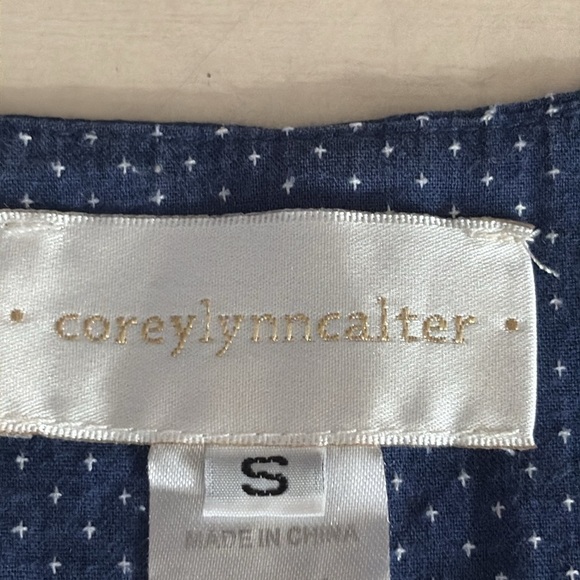 • coreylynncalter •
S
MADE IN CHINA